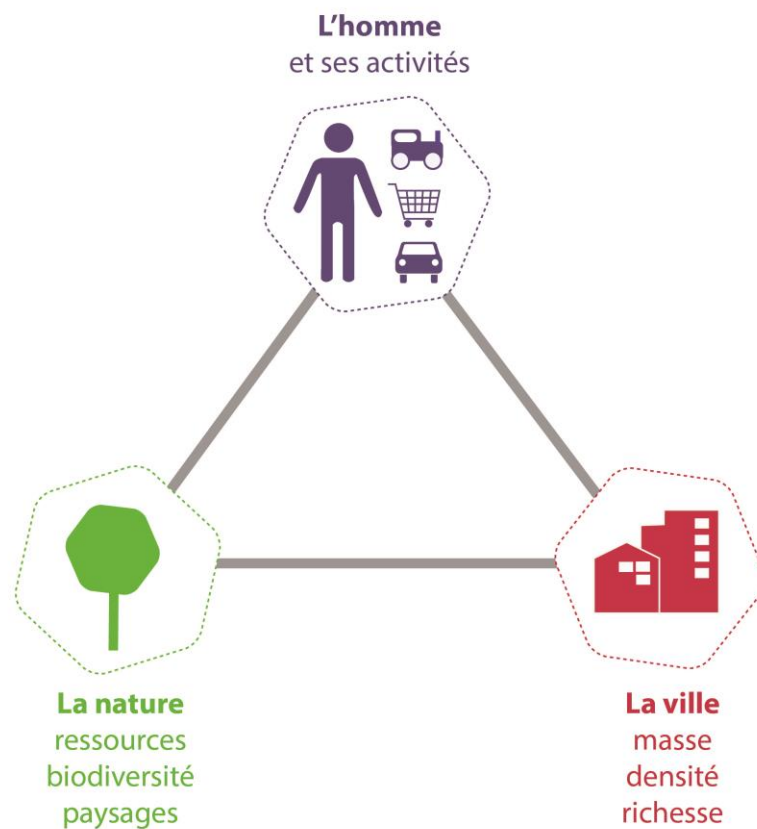 L'homme
et ses activités
La nature
ressources
biodiversité
paysages
La ville
masse
densité
richesse